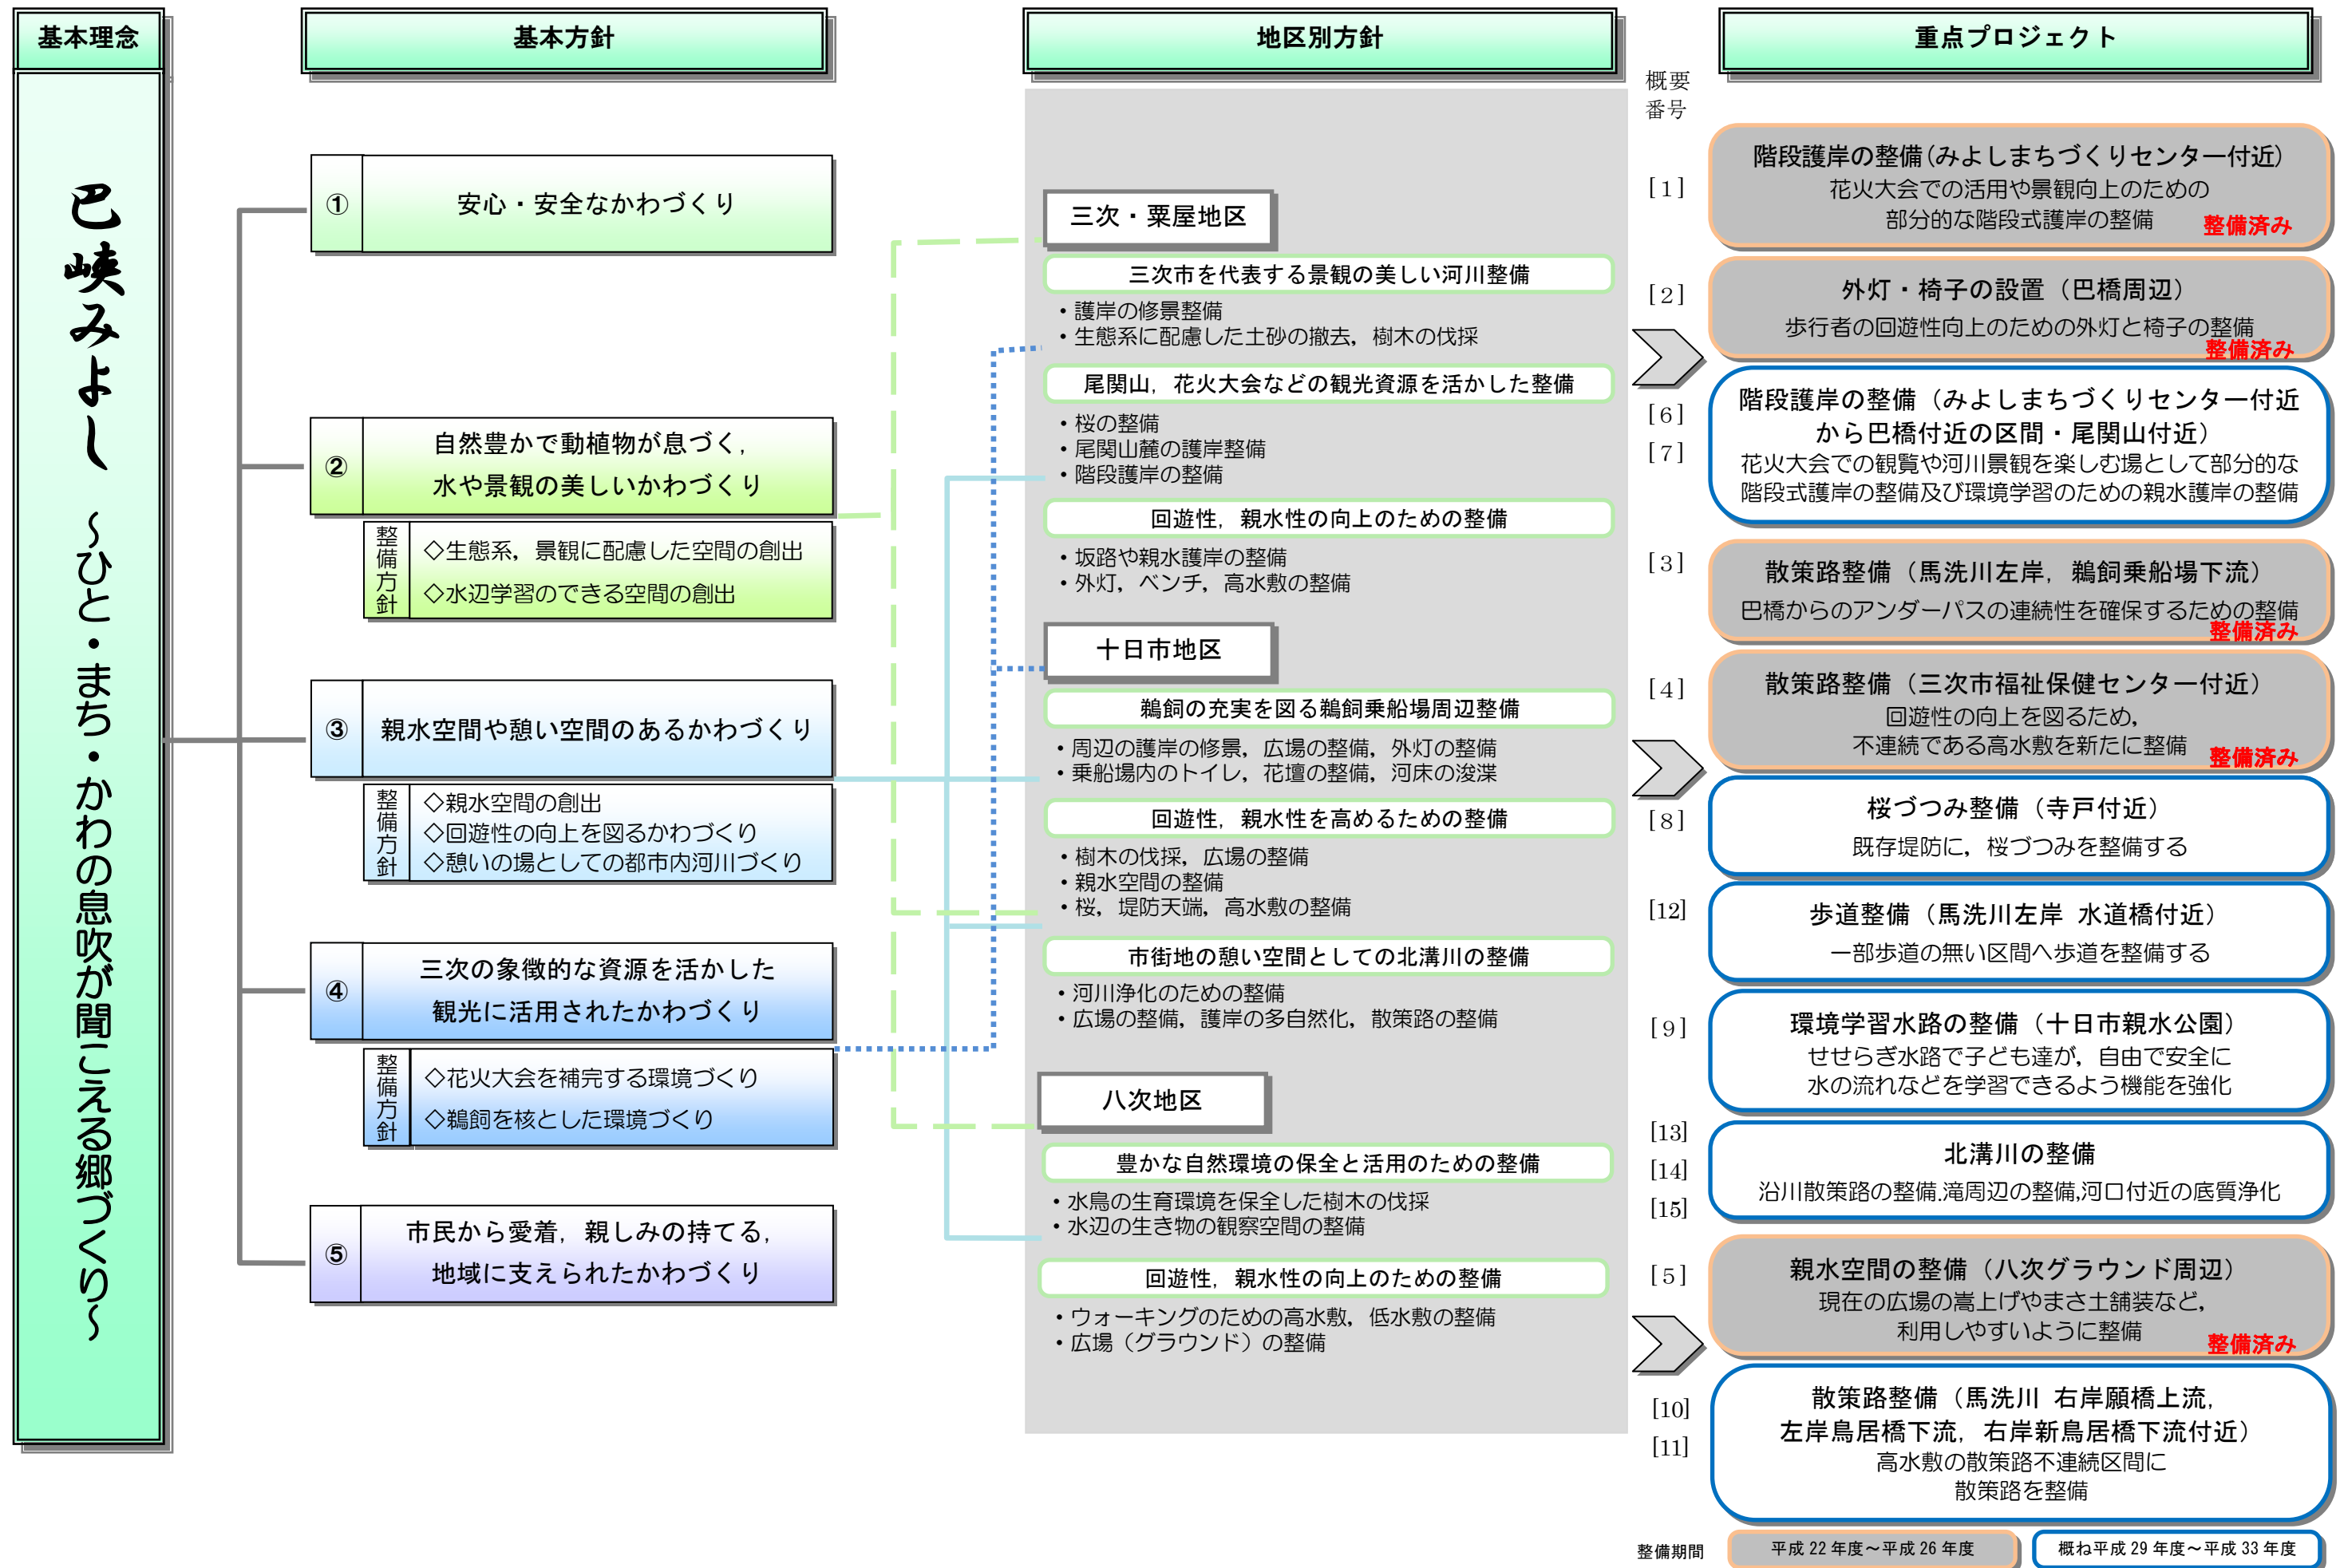 基本理念
巴峡みよし ～ひと・まち・かわの息吹が聞こえる郷づくり～
基本方針
① 安心・安全なかわづくり
② 自然豊かで動植物が息づく，
水や景観の美しいかわづくり
整備方針
◇生態系，景観に配慮した空間の創出
◇水辺学習のできる空間の創出
③ 親水空間や憩い空間のあるかわづくり
整備方針
◇親水空間の創出
◇回遊性の向上を図るかわづくり
◇憩いの場としての都市内河川づくり
④ 三次の象徴的な資源を活かした
観光に活用されたかわづくり
整備方針
◇花火大会を補完する環境づくり
◇鵜飼を核とした環境づくり
⑤ 市民から愛着，親しみの持てる，
地域に支えられたかわづくり
地区別方針
三次・粟屋地区
三次市を代表する景観の美しい河川整備
・護岸の修景整備
・生態系に配慮した土砂の撤去，樹木の伐採
尾関山，花火大会などの観光資源を活かした整備
・桜の整備
・尾関山麓の護岸整備
・階段護岸の整備
回遊性，親水性の向上のための整備
・坂路や親水護岸の整備
・外灯，ベンチ，高水敷の整備
十日市地区
鵜飼の充実を図る鵜飼乗船場周辺整備
・周辺の護岸の修景，広場の整備，外灯の整備
・乗船場内のトイレ，花壇の整備，河床の浚渫
回遊性，親水性を高めるための整備
・樹木の伐採，広場の整備
・親水空間の整備
・桜，堤防天端，高水敷の整備
市街地の憩い空間としての北溝川の整備
・河川浄化のための整備
・広場の整備，護岸の多自然化，散策路の整備
八次地区
豊かな自然環境の保全と活用のための整備
・水鳥の生育環境を保全した樹木の伐採
・水辺の生き物の観察空間の整備
回遊性，親水性の向上のための整備
・ウォーキングのための高水敷，低水敷の整備
・広場（グラウンド）の整備
概要
番号
重点プロジェクト
[1]
階段護岸の整備（みよしまちづくりセンター付近）
花火大会での活用や景観向上のための
部分的な階段式護岸の整備 整備済み
[2]
外灯・椅子の設置（巴橋周辺）
歩行者の回遊性向上のための外灯と椅子の整備
整備済み
[6]
[7]
階段護岸の整備（みよしまちづくりセンター付近
から巴橋付近の区間・尾関山付近）
花火大会での観覧や河川景観を楽しむ場として部分的な
階段式護岸の整備及び環境学習のための親水護岸の整備
[3]
散策路整備（馬洗川左岸，鵜飼乗船場下流）
巴橋からのアンダーパスの連続性を確保するための整備
整備済み
[4]
散策路整備（三次市福祉保健センター付近）
回遊性の向上を図るため，
不連続である高水敷を新たに整備 整備済み
[8]
桜づつみ整備（寺戸付近）
既存堤防に，桜づつみを整備する
[12]
歩道整備（馬洗川左岸 水道橋付近）
一部歩道の無い区間へ歩道を整備する
[9]
環境学習水路の整備（十日市親水公園）
せせらぎ水路で子ども達が，自由で安全に
水の流れなどを学習できるよう機能を強化
[13]
[14]
[15]
北溝川の整備
沿川散策路の整備,滝周辺の整備,河口付近の底質浄化
[5]
親水空間の整備（八次グラウンド周辺）
現在の広場の嵩上げやまさ土舗装など，
利用しやすいように整備 整備済み
[10]
[11]
散策路整備（馬洗川 右岸願橋上流，
左岸鳥居橋下流，右岸新鳥居橋下流付近）
高水敷の散策路不連続区間に
散策路を整備
整備期間 平成22年度～平成26年度 概ね平成29年度～平成33年度